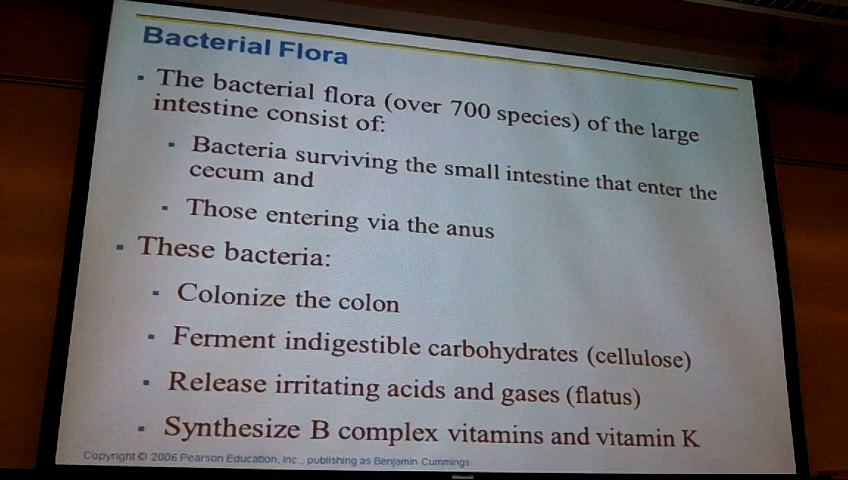 Bacterial Flora
▪ The bacterial flora (over 700 species) of the large
intestine consist of:
▪ Bacteria surviving the small intestine that enter the
cecum and
▪ Those entering via the anus
▪ These bacteria:
▪ Colonize the colon
▪ Ferment indigestible carbohydrates (cellulose)
▪ Release irritating acids and gases (flatus)
▪ Synthesize B complex vitamins and vitamin K
Copyright © 2006 Pearson Education, Inc., publishing as Benjamin Cummings